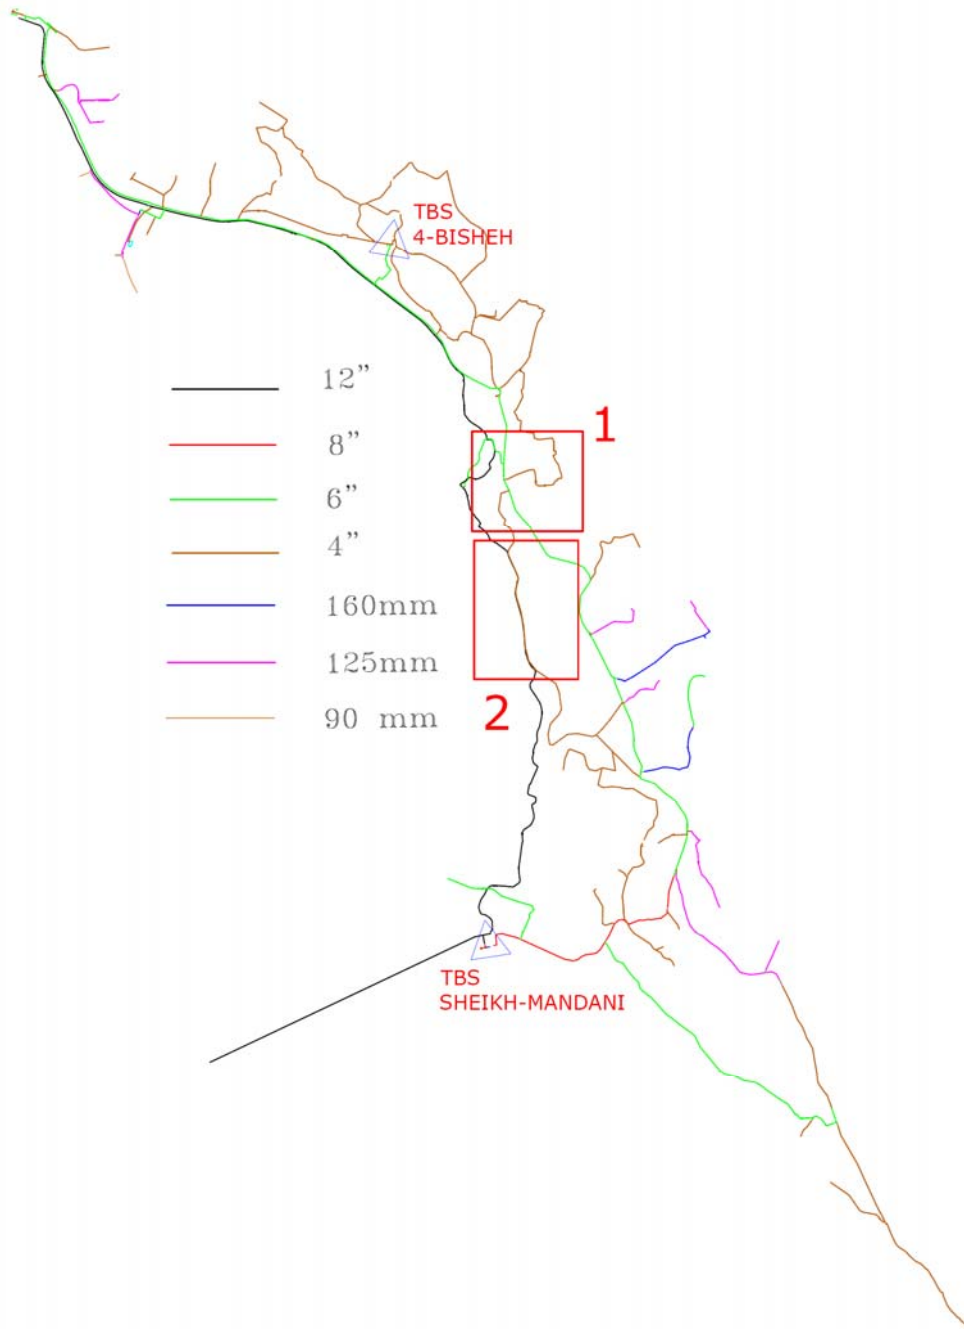 TBS
4-BISHEH
12”
1
8”
6”
4”
160mm
125mm
2
90 mm
TBS
SHEIKH-MANDANI